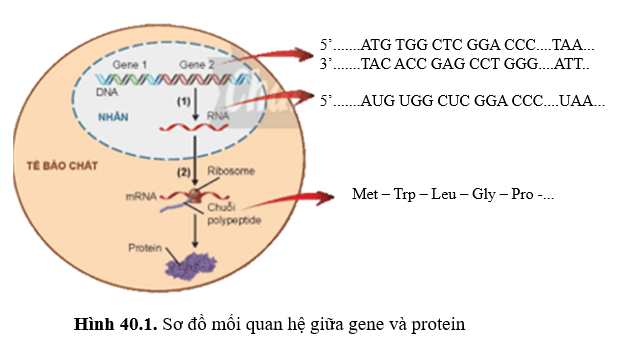 5’.......ATG TGG CTC GGA CCC....TAA...
3’.......TAC ACC GAG CCT GGG....ATT..
Gene 1 Gene 2
DNA
(1)
NHÂN
RNA
5’.......AUG UGG CUC GGA CCC....UAA...
TẾ BÀO CHẤT
(2)
Ribosome
mRNA
Chuỗi
polypeptide
Met – Trp – Leu – Gly – Pro -...
Protein
Hình 40.1. Sơ đồ mối quan hệ giữa gene và protein